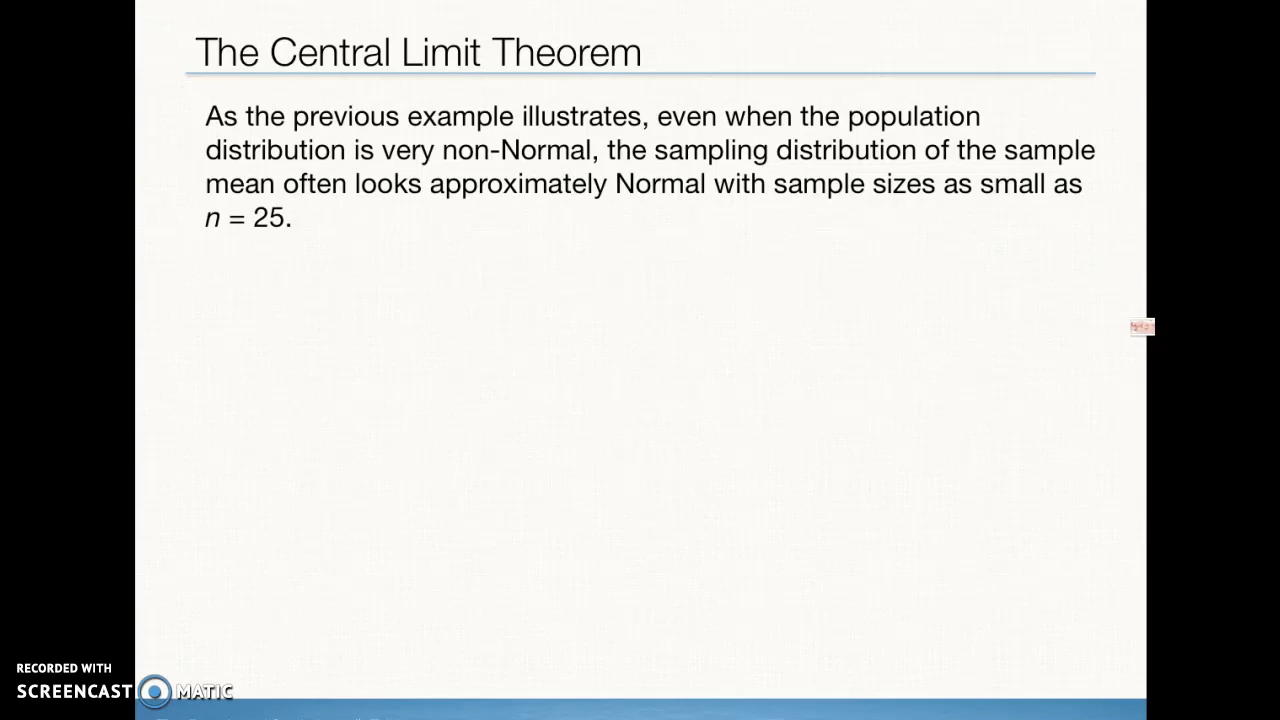 The Central Limit Theorem
As the previous example illustrates, even when the population
distribution is very non-Normal, the sampling distribution of the sample
mean often looks approximately Normal with sample sizes as small as
n = 25.
RECORDED WITH
SCREENCAST MATIC